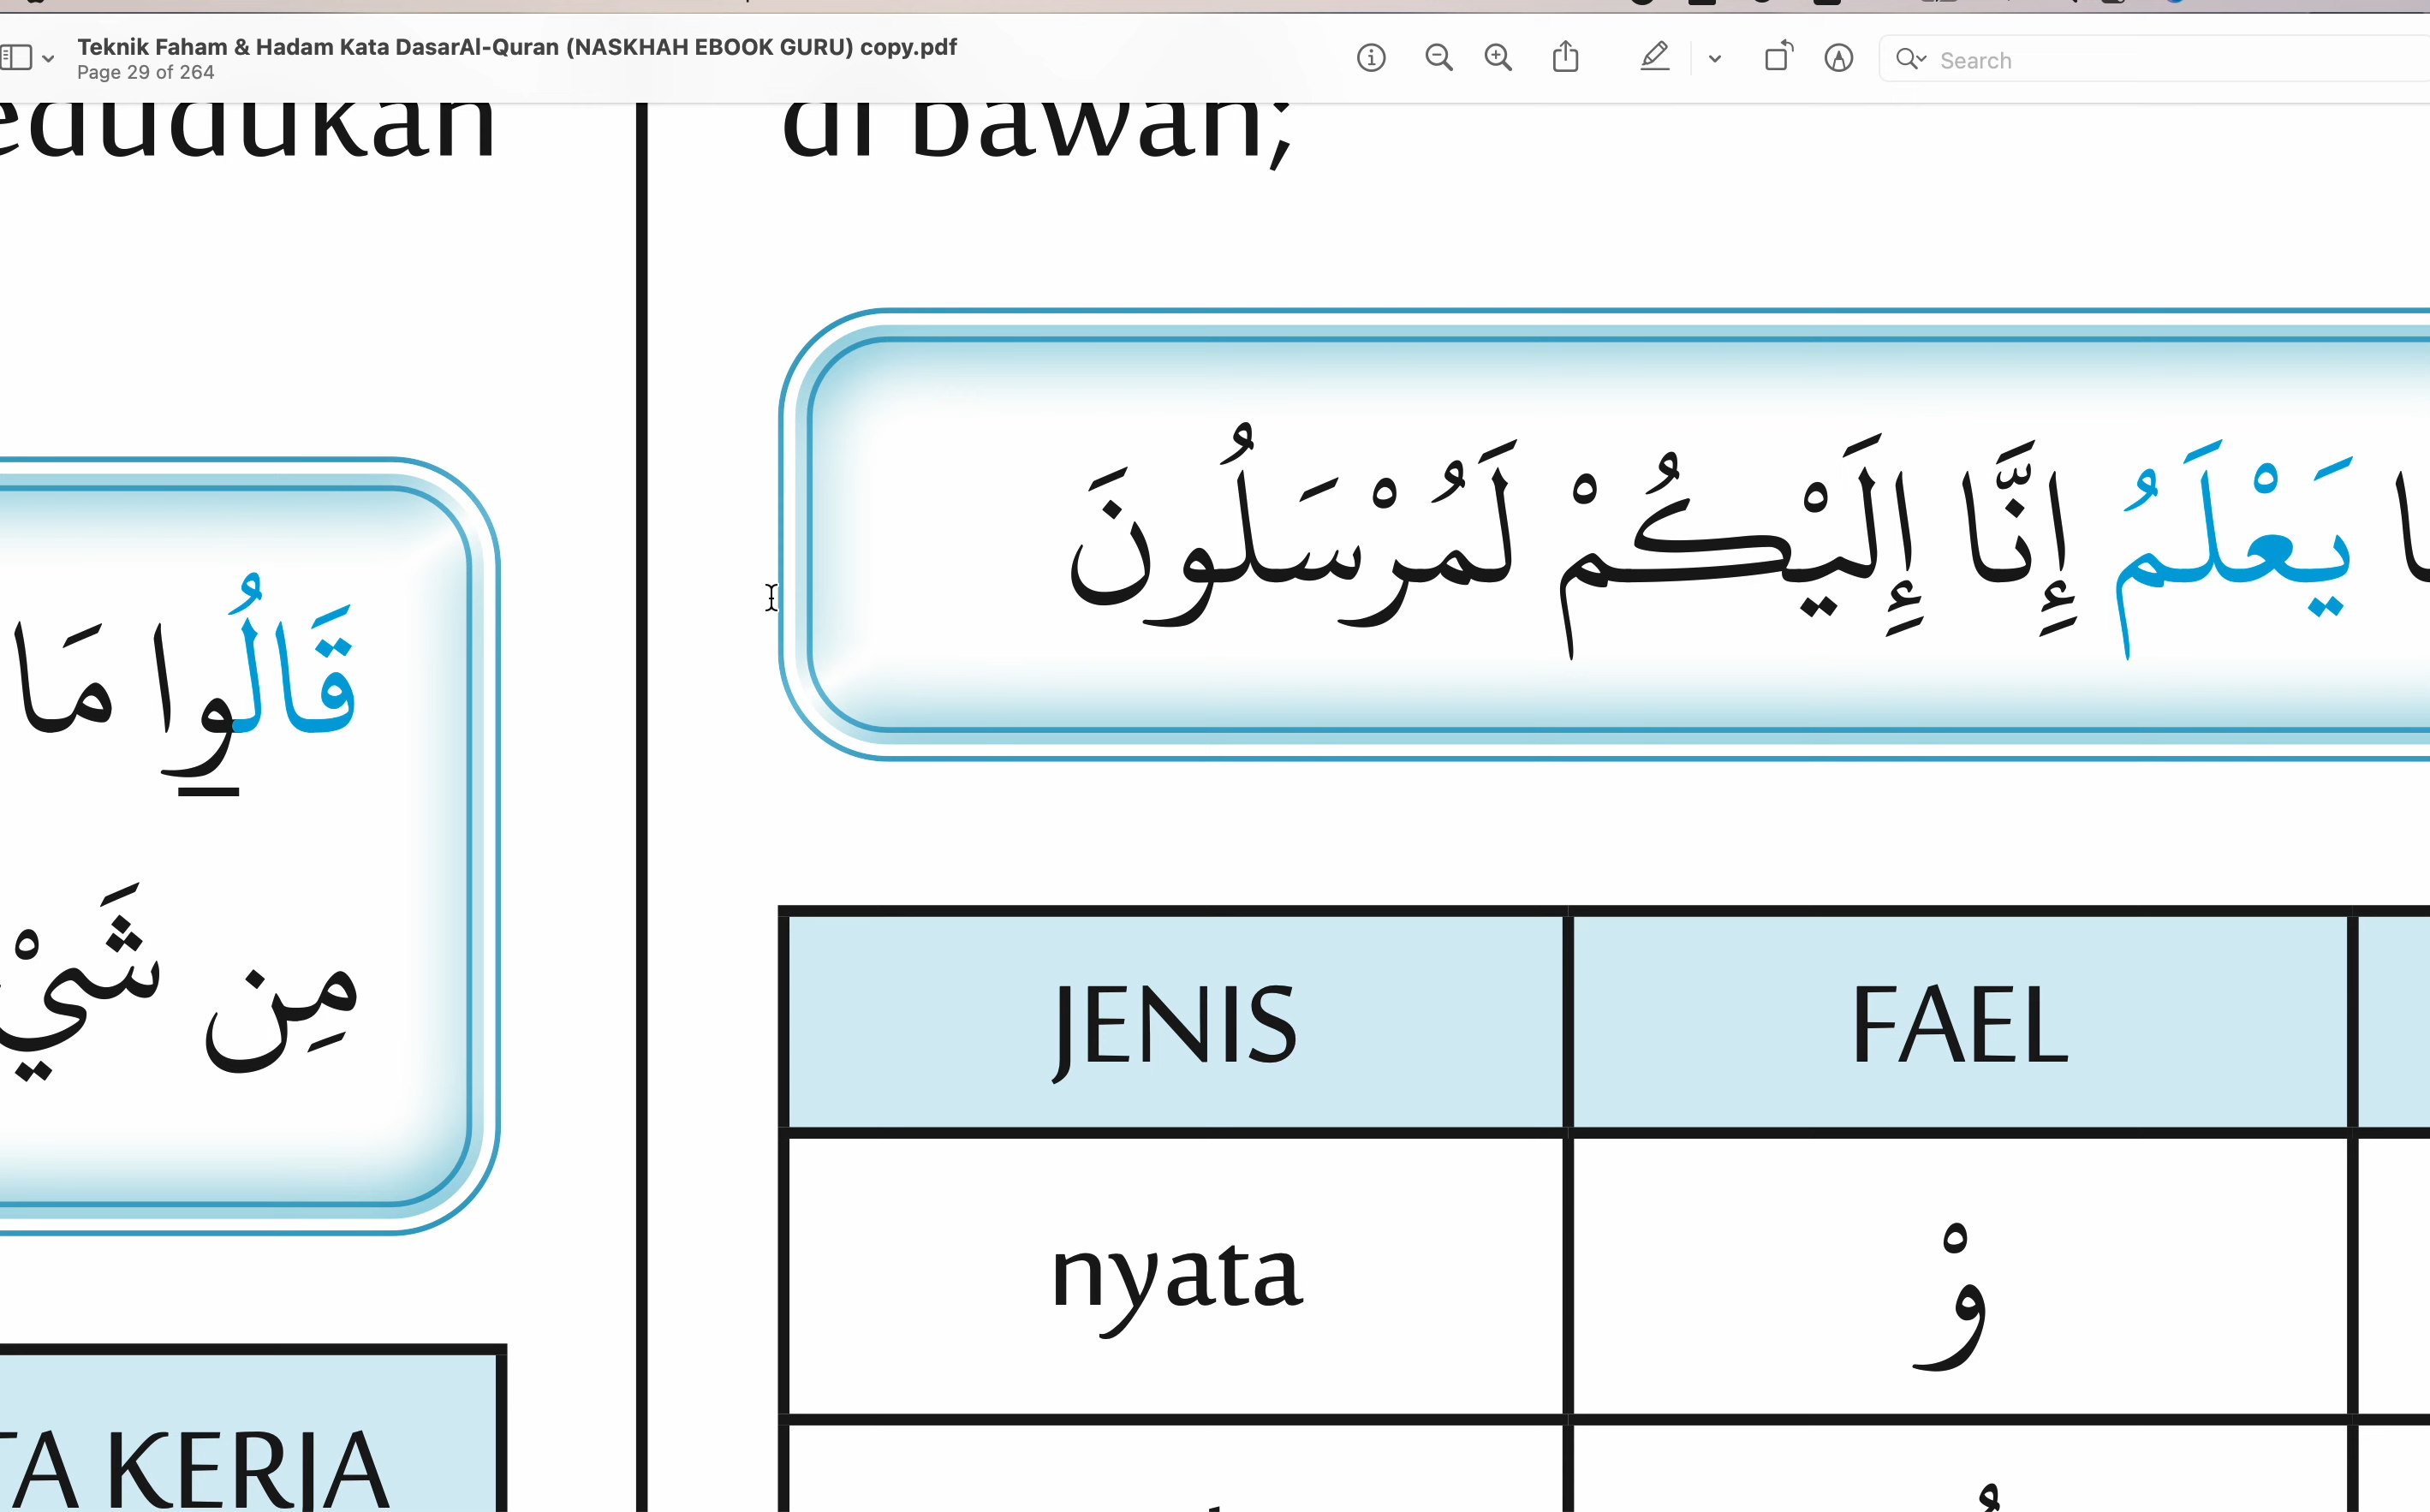 Teknik Faham & Hadam Kata DasarAl-Quran (NASKHAH EBOOK GURU) copy.pdf
Page 29 of 264
Search
di bawah;
قَالُوا مَا
مِن شَيْ
يَعْلَمُ إِنَّا إِلَيْكُمْ لَمُرْسَلُونَ
JENIS FAEL
nyata وْ
KERJA